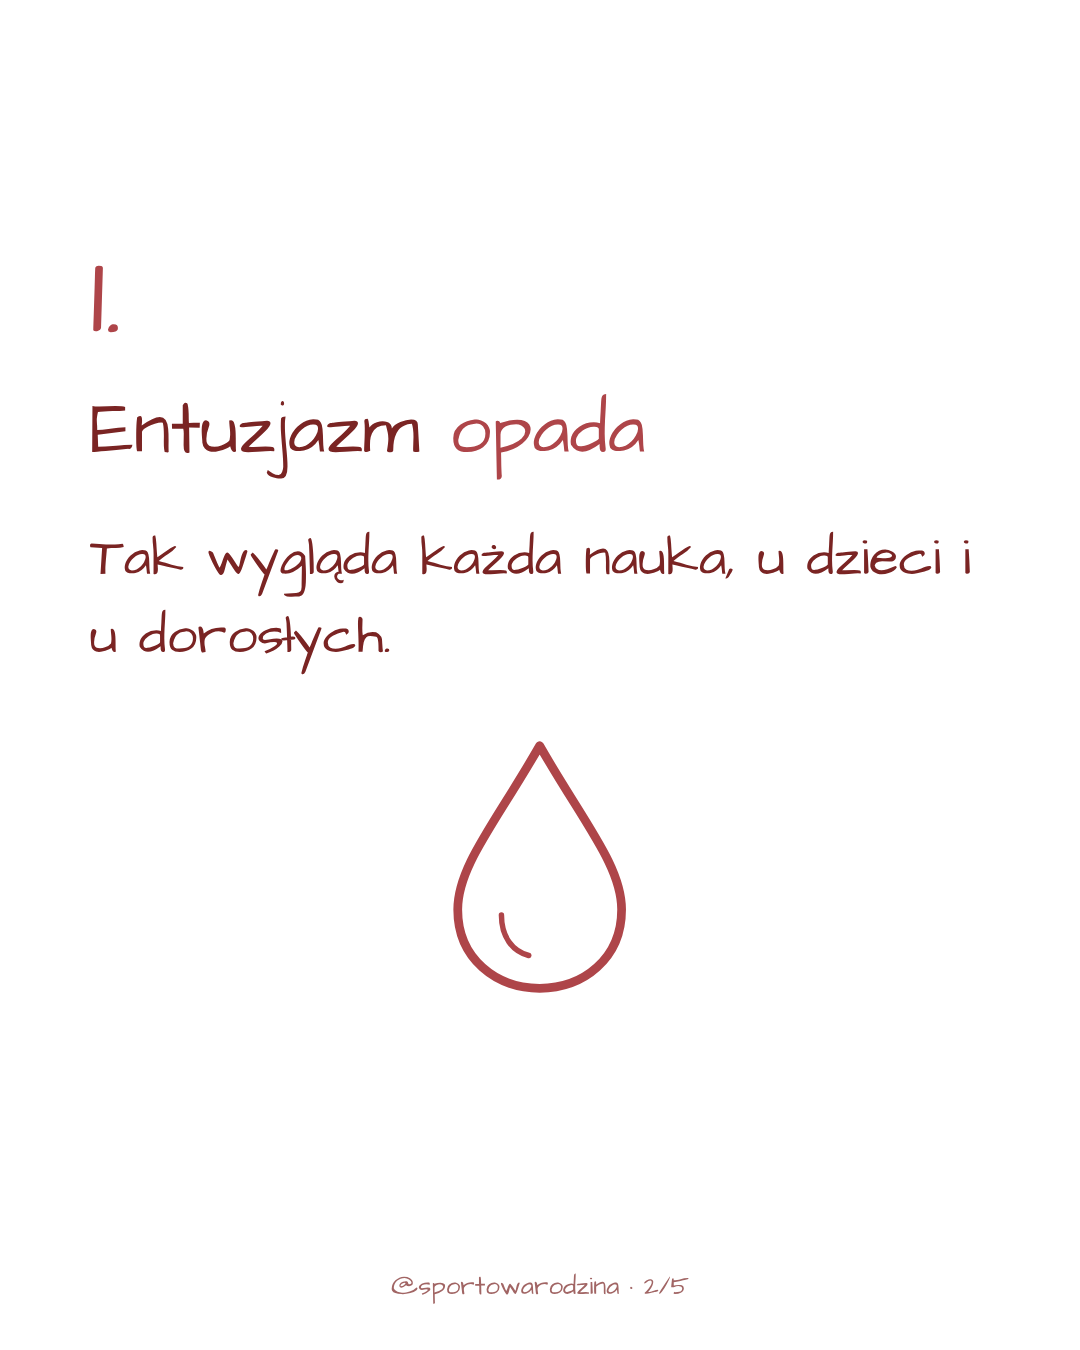 1.
Entuzjazm opada
Tak wygląda każda nauka, u dzieci i
u dorosłych.
@sportowarodzina · 2/5